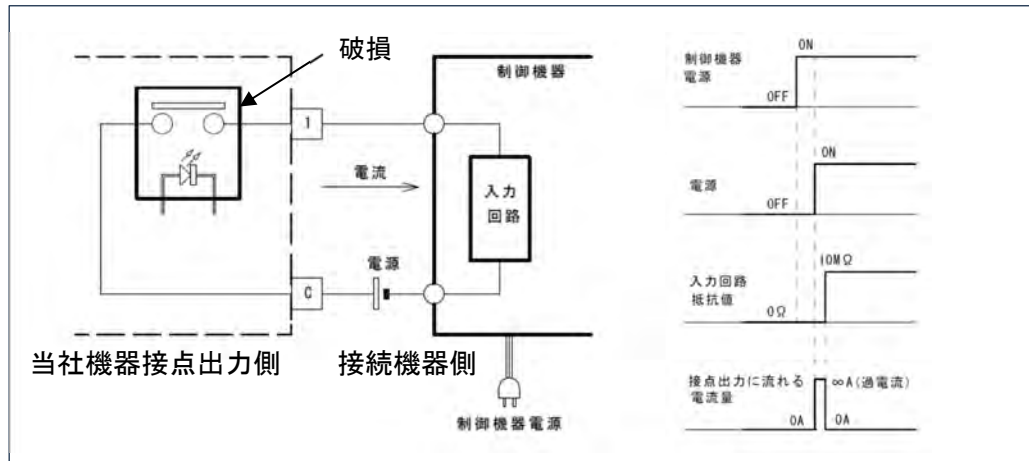 破損
1
電流
電源
C
当社機器接点出力側
制御機器
入力
回路
接続機器側
制御機器電源
制御機器
電源
ON
OFF
電源
ON
OFF
入力回路
抵抗値
10MΩ
0Ω
接点出力に流れる
電流量
∞A(過電流)
0A
0A